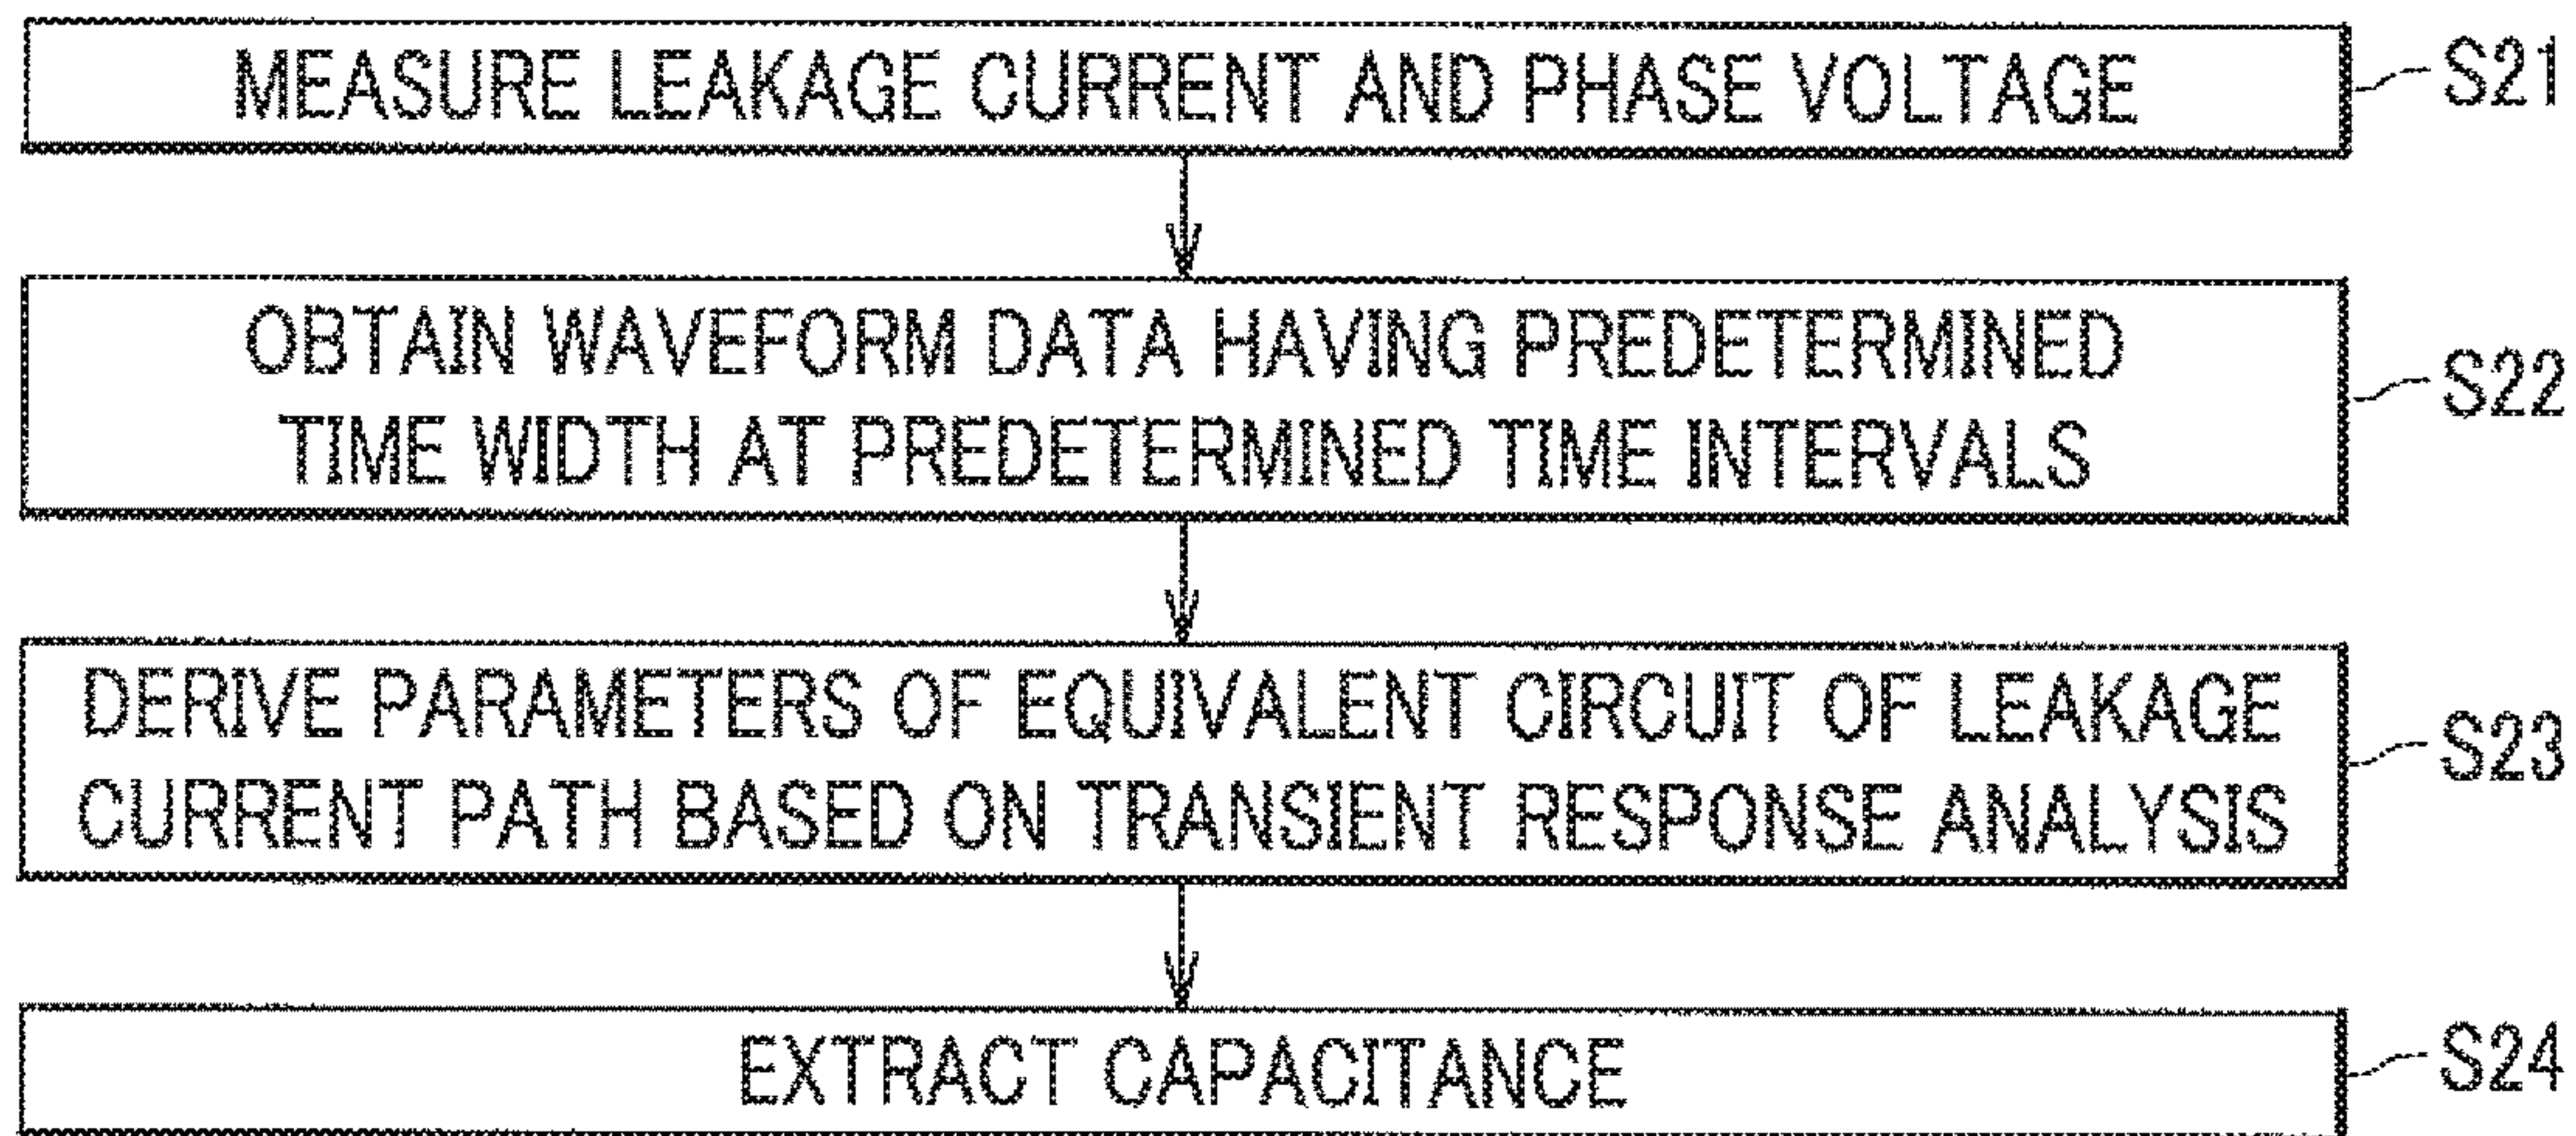 MEASURE LEAKAGE CURRENT AND PHASE VOLTAGE
S21
OBTAIN WAVEFORM DATA HAVING PREDETERMINED
TIME WIDTH AT PREDETERMINED TIME INTERVALS
S22
DERIVE PARAMETERS OF EQUIVALENT CIRCUIT OF LEAKAGE
CURRENT PATH BASED ON TRANSIENT RESPONSE ANALYSIS
S23
EXTRACT CAPACITANCE
S24